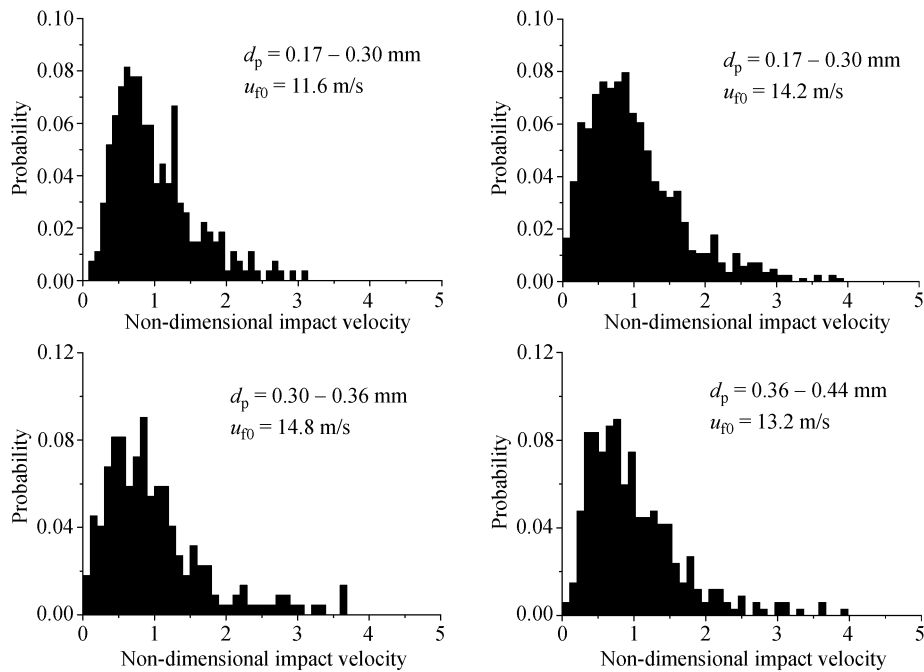 0.10
0.08
0.06
0.04
0.02
0.00
Probability
d_p = 0.17 – 0.30 mm
u_f0 = 11.6 m/s
0 1 2 3 4 5
Non-dimensional impact velocity
0.10
0.08
0.06
0.04
0.02
0.00
Probability
d_p = 0.17 – 0.30 mm
u_f0 = 14.2 m/s
0 1 2 3 4 5
Non-dimensional impact velocity
0.12
0.08
0.04
0.00
Probability
d_p = 0.30 – 0.36 mm
u_f0 = 14.8 m/s
0 1 2 3 4 5
Non-dimensional impact velocity
0.12
0.08
0.04
0.00
Probability
d_p = 0.36 – 0.44 mm
u_f0 = 13.2 m/s
0 1 2 3 4 5
Non-dimensional impact velocity